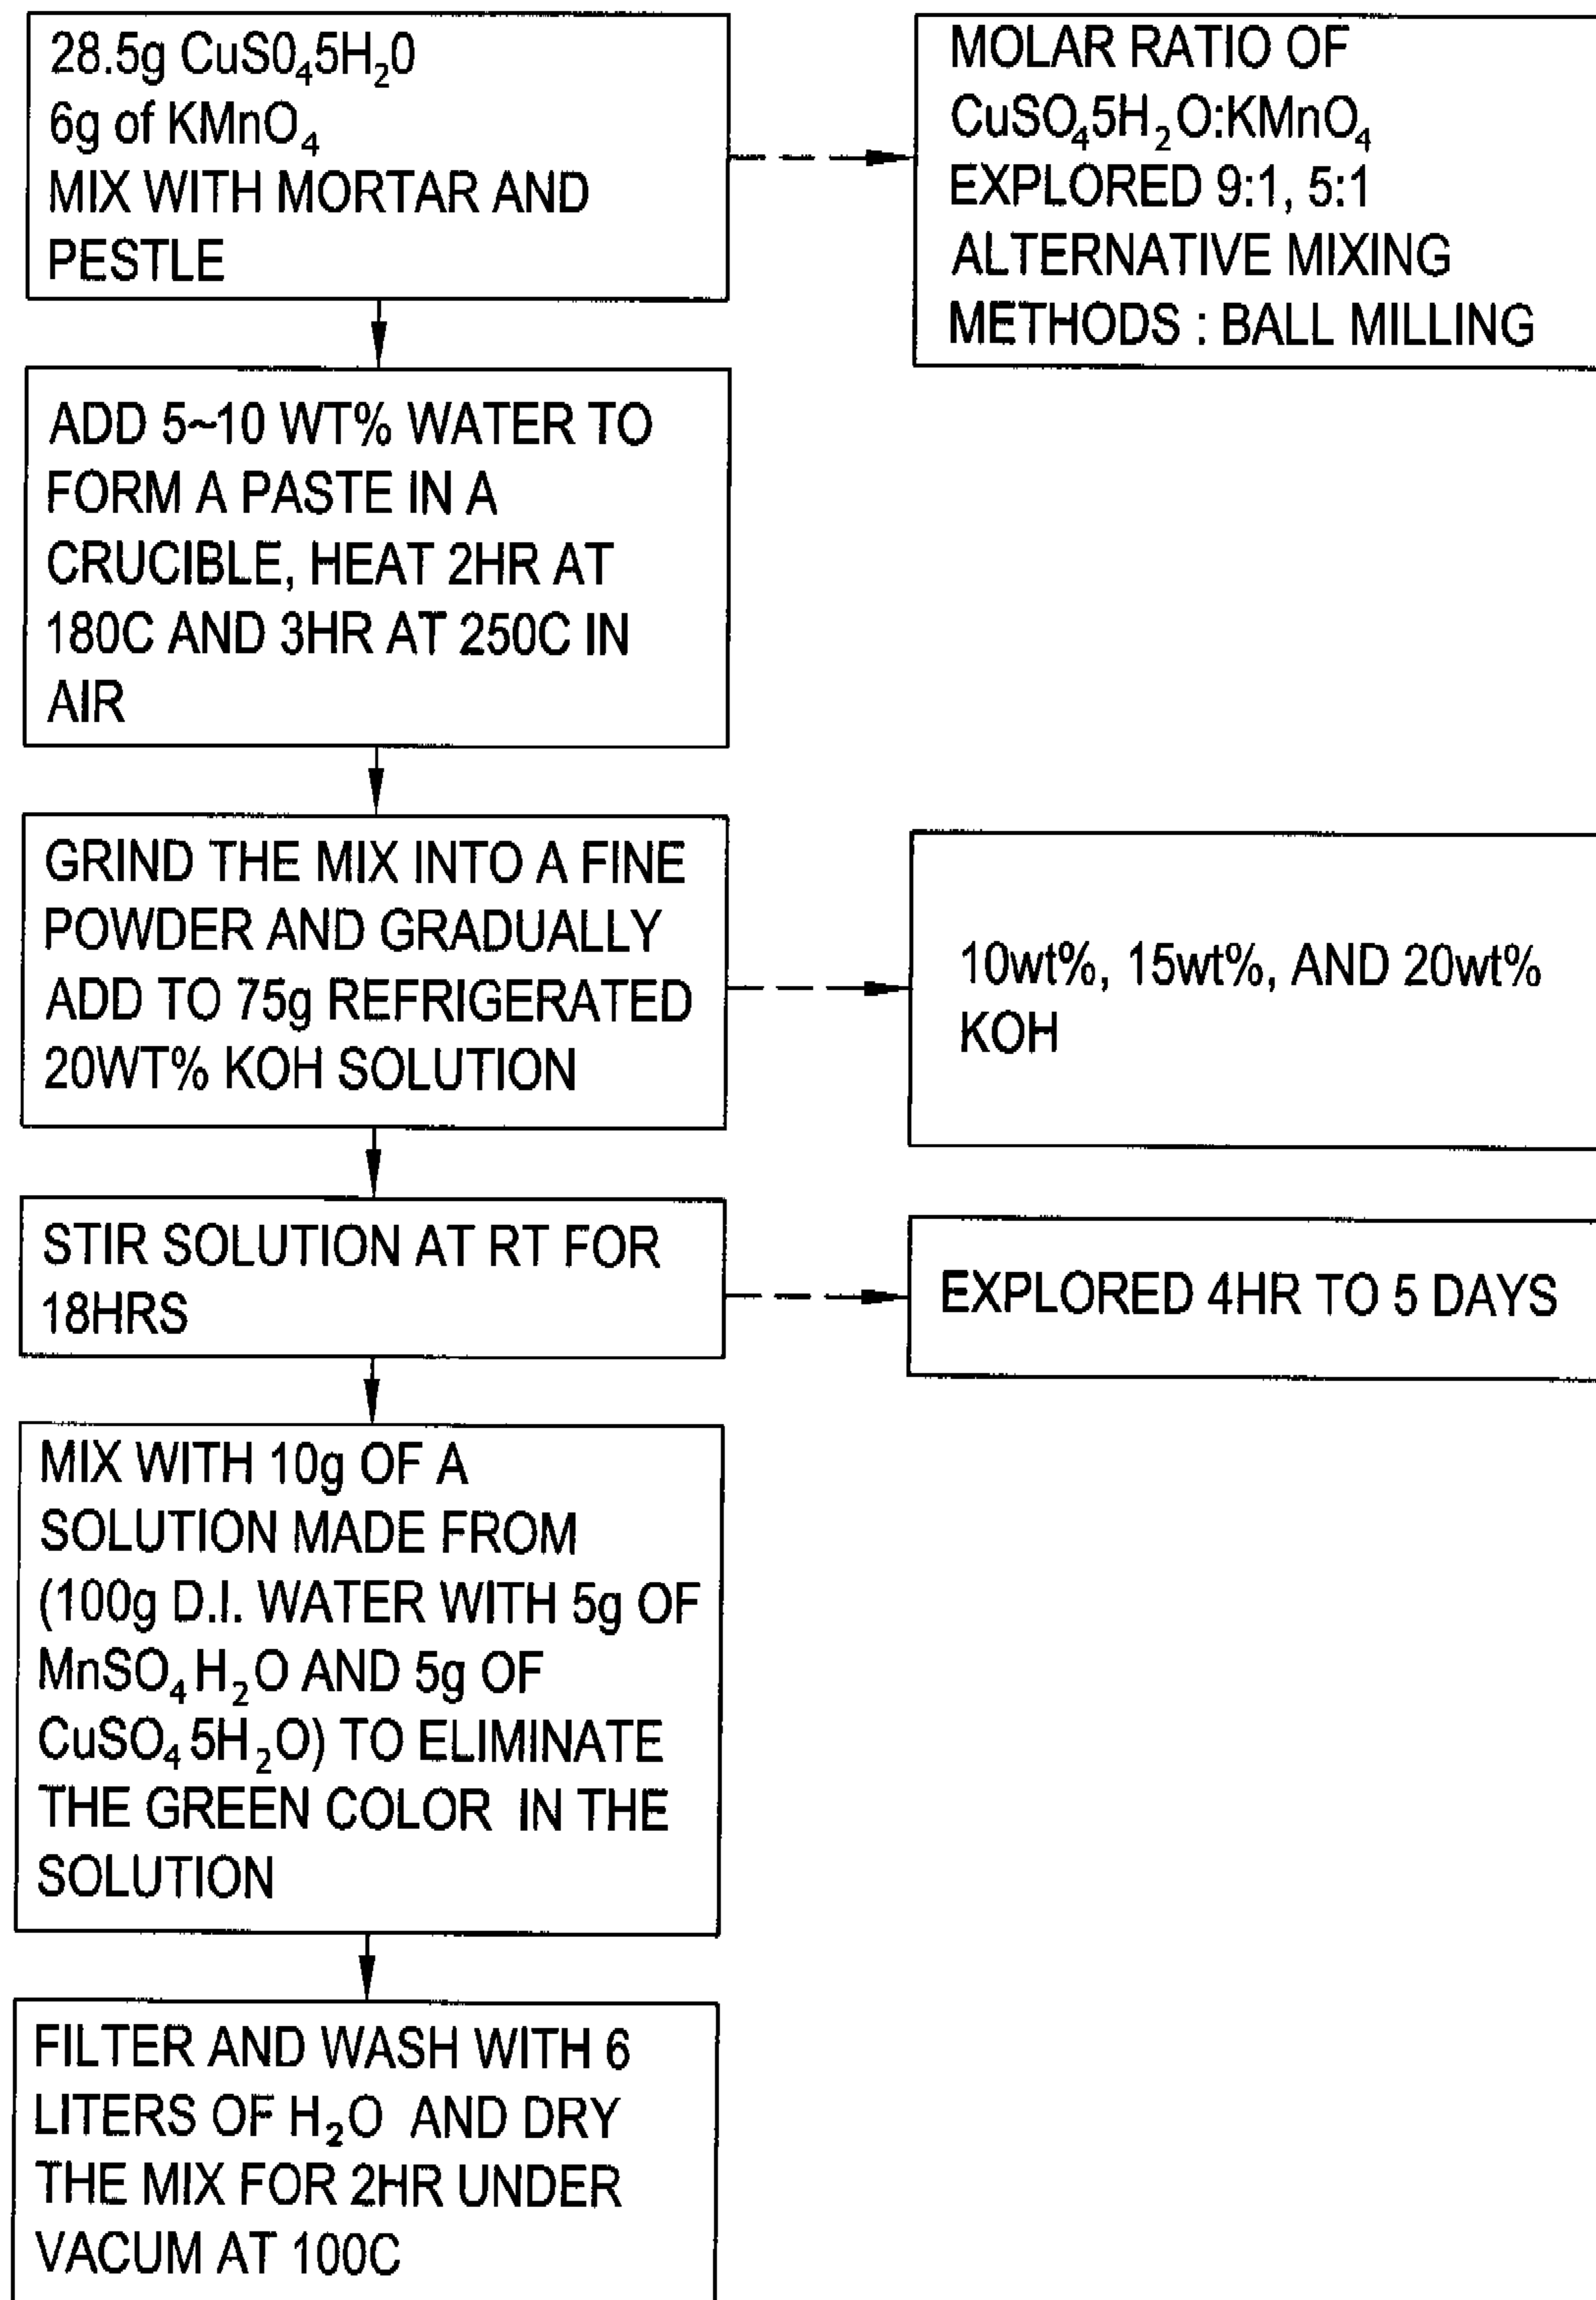 28.5g CuS0₄5H₂0
6g of KMnO₄
MIX WITH MORTAR AND
PESTLE
MOLAR RATIO OF
CuSO₄5H₂O:KMnO₄
EXPLORED 9:1, 5:1
ALTERNATIVE MIXING
METHODS : BALL MILLING
ADD 5~10 WT% WATER TO
FORM A PASTE IN A
CRUCIBLE, HEAT 2HR AT
180C AND 3HR AT 250C IN
AIR
GRIND THE MIX INTO A FINE
POWDER AND GRADUALLY
ADD TO 75g REFRIGERATED
20WT% KOH SOLUTION
10wt%, 15wt%, AND 20wt%
KOH
STIR SOLUTION AT RT FOR
18HRS
EXPLORED 4HR TO 5 DAYS
MIX WITH 10g OF A
SOLUTION MADE FROM
(100g D.I. WATER WITH 5g OF
MnSO₄ H₂O AND 5g OF
CuSO₄ 5H₂O) TO ELIMINATE
THE GREEN COLOR IN THE
SOLUTION
FILTER AND WASH WITH 6
LITERS OF H₂O AND DRY
THE MIX FOR 2HR UNDER
VACUM AT 100C